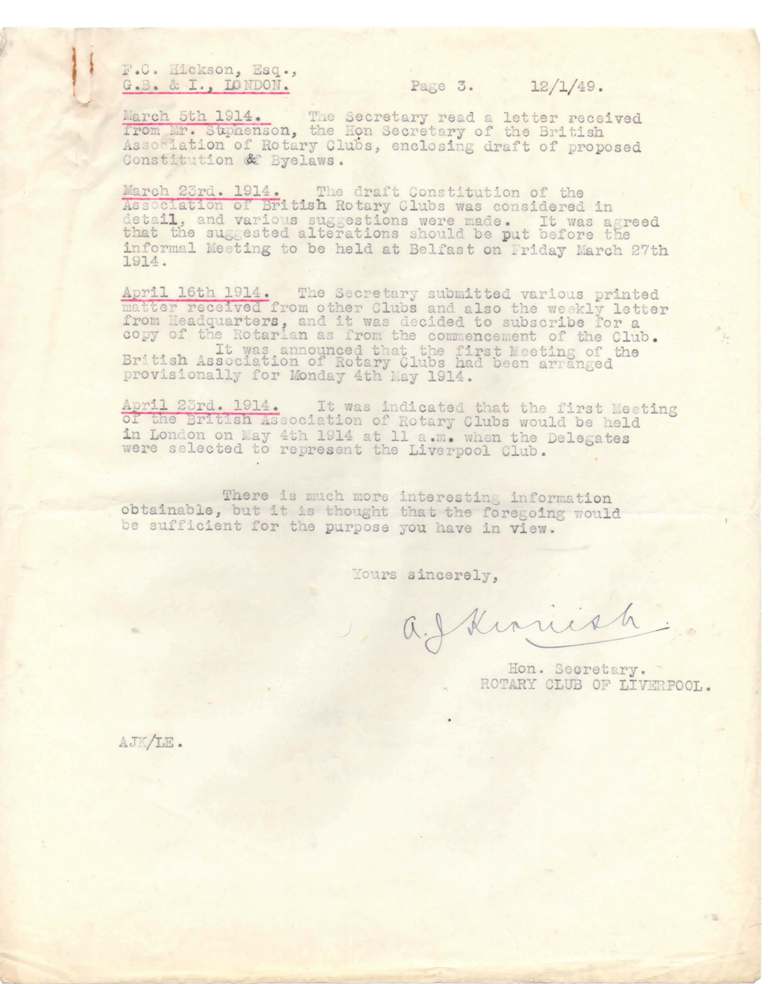 F.C. Hickson, Esq.,
G.B. & I., LONDON. Page 3. 12/1/49.
March 5th 1914. The Secretary read a letter received
from Mr. Stephenson, the Hon Secretary of the British
Association of Rotary Clubs, enclosing draft of proposed
Constitution & Byelaws.
March 23rd. 1914. The draft Constitution of the
Association of British Rotary Clubs was considered in
detail, and various suggestions were made. It was agreed
that the suggested alterations should be put before the
informal Meeting to be held at Belfast on Friday March 27th
1914.
April 16th 1914. The Secretary submitted various printed
matter received from other Clubs and also the weekly letter
from Headquarters, and it was decided to subscribe for a
copy of the Rotarian as from the commencement of the Club.
It was announced that the first Meeting of the
British Association of Rotary Clubs had been arranged
provisionally for Monday 4th May 1914.
April 23rd. 1914. It was indicated that the first Meeting
of the British Association of Rotary Clubs would be held
in London on May 4th 1914 at 11 a.m. when the Delegates
were selected to represent the Liverpool Club.
There is much more interesting information
obtainable, but it is thought that the foregoing would
be sufficient for the purpose you have in view.
Yours sincerely,
A. J Kirnish.
Hon. Secretary.
ROTARY CLUB OF LIVERPOOL.
AJK/LE.